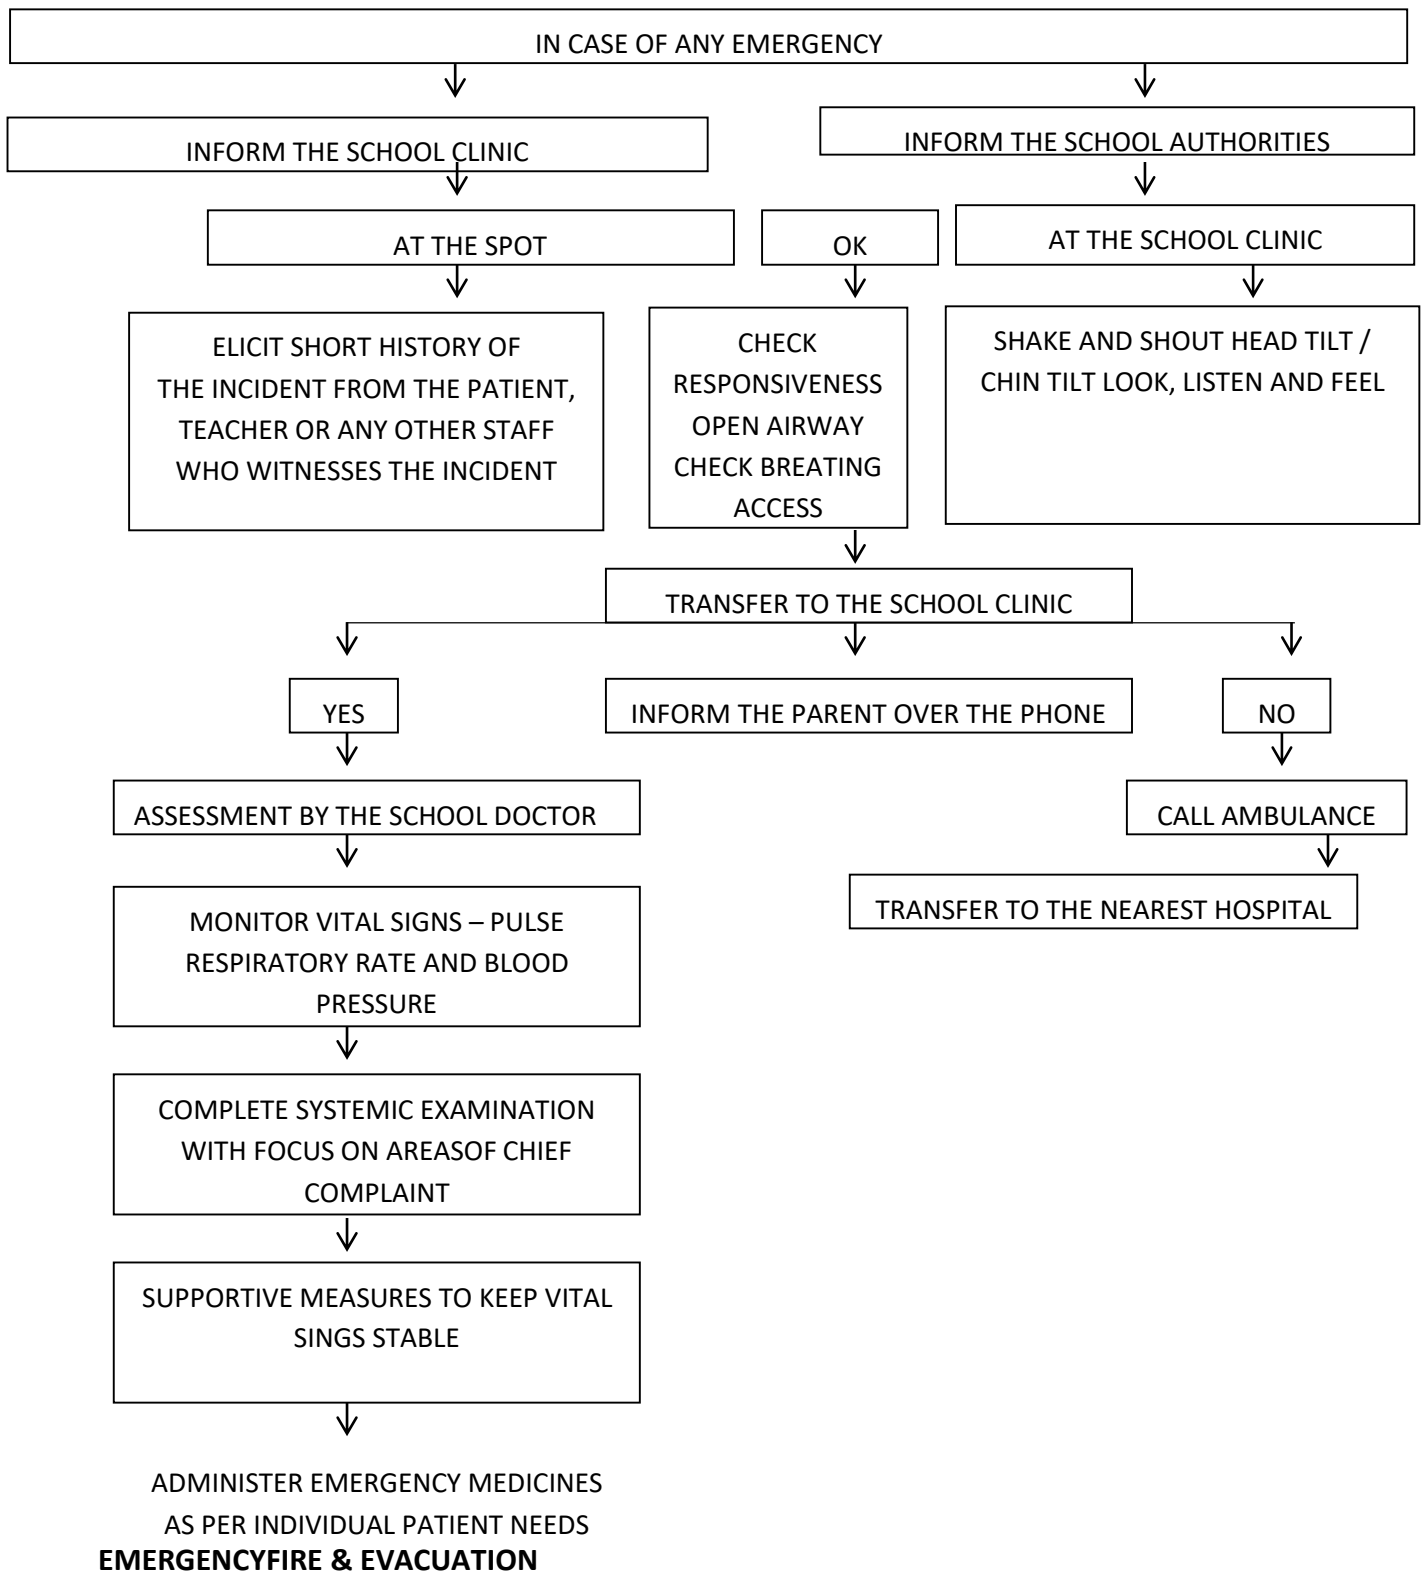 IN CASE OF ANY EMERGENCY
INFORM THE SCHOOL CLINIC
INFORM THE SCHOOL AUTHORITIES
AT THE SPOT
OK
AT THE SCHOOL CLINIC
ELICIT SHORT HISTORY OF
THE INCIDENT FROM THE PATIENT,
TEACHER OR ANY OTHER STAFF
WHO WITNESSES THE INCIDENT
CHECK
RESPONSIVENESS
OPEN AIRWAY
CHECK BREATING
ACCESS
SHAKE AND SHOUT HEAD TILT /
CHIN TILT LOOK, LISTEN AND FEEL
TRANSFER TO THE SCHOOL CLINIC
YES
INFORM THE PARENT OVER THE PHONE
NO
ASSESSMENT BY THE SCHOOL DOCTOR
CALL AMBULANCE
TRANSFER TO THE NEAREST HOSPITAL
MONITOR VITAL SIGNS – PULSE
RESPIRATORY RATE AND BLOOD
PRESSURE
COMPLETE SYSTEMIC EXAMINATION
WITH FOCUS ON AREASOF CHIEF
COMPLAINT
SUPPORTIVE MEASURES TO KEEP VITAL
SINGS STABLE
ADMINISTER EMERGENCY MEDICINES
AS PER INDIVIDUAL PATIENT NEEDS
EMERGENCYFIRE & EVACUATION